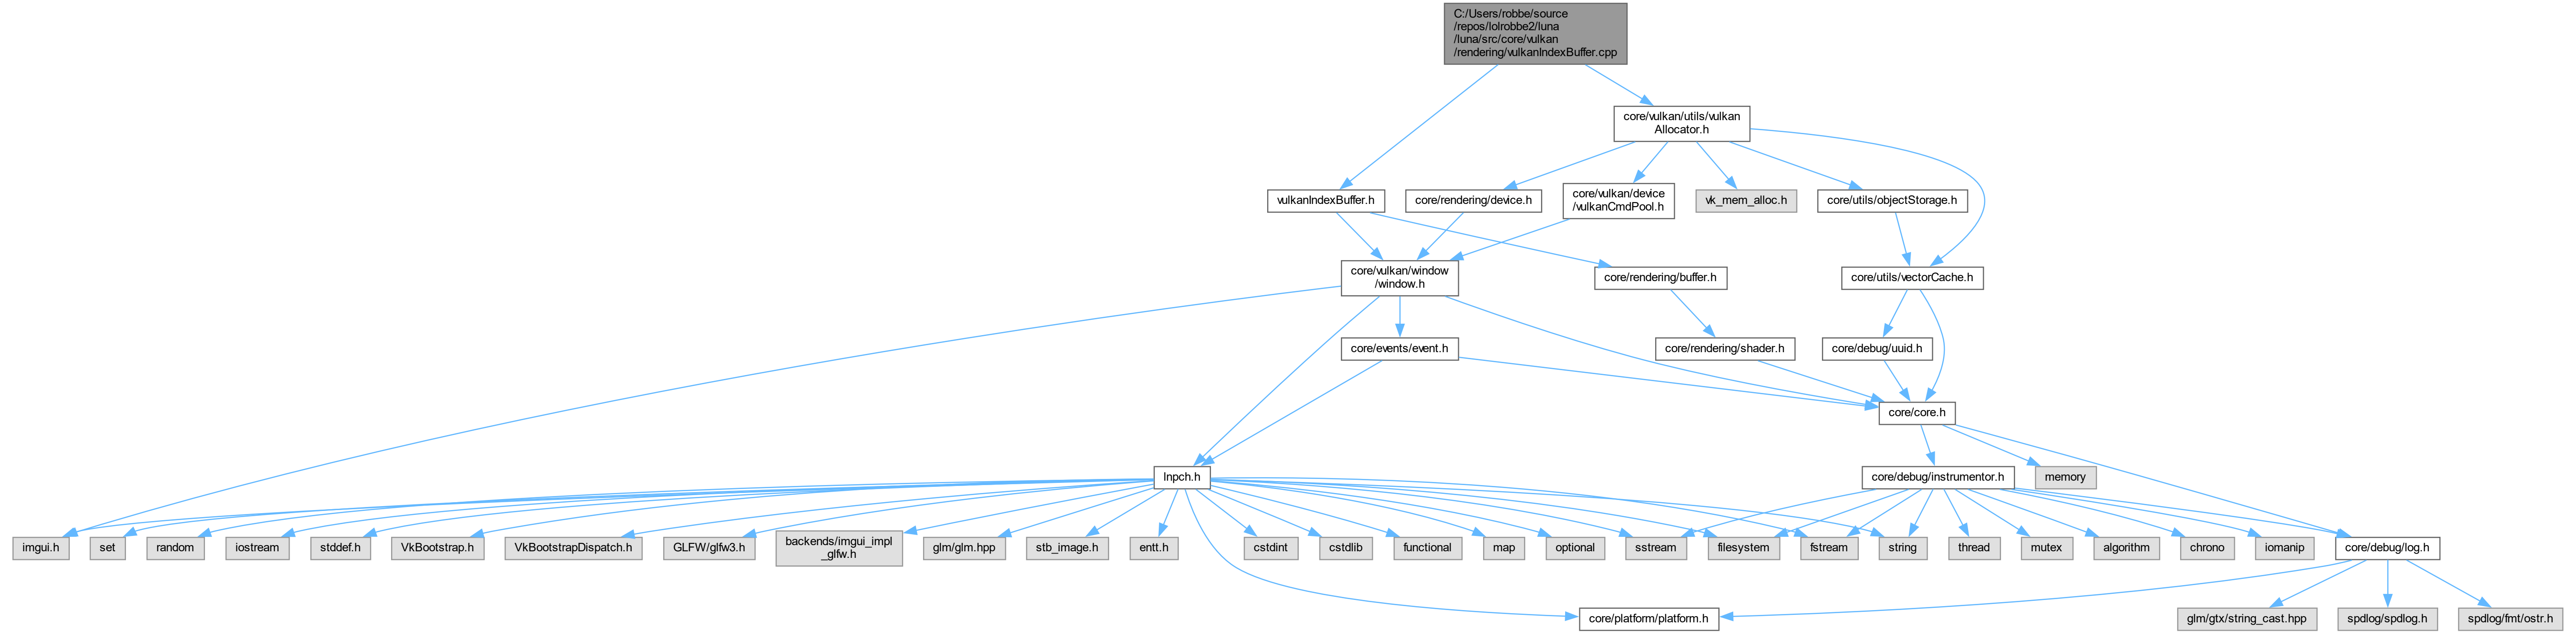 C:/Users/robbe/source
/repos/lolrobbe2/luna
/luna/src/core/vulkan
/rendering/vulkanIndexBuffer.cpp
core/vulkan/utils/vulkan
Allocator.h
vulkanIndexBuffer.h
core/rendering/device.h
core/vulkan/device
/vulkanCmdPool.h
vk_mem_alloc.h
core/utils/objectStorage.h
core/vulkan/window
/window.h
core/rendering/buffer.h
core/utils/vectorCache.h
core/events/event.h
core/rendering/shader.h
core/debug/uuid.h
core/core.h
lnpch.h
core/debug/instrumentor.h
memory
imgui.h
set
random
iostream
stddef.h
VkBootstrap.h
VkBootstrapDispatch.h
GLFW/glfw3.h
backends/imgui_impl
_glfw.h
glm/glm.hpp
stb_image.h
entt.h
cstdint
cstdlib
functional
map
optional
sstream
filesystem
fstream
string
thread
mutex
algorithm
chrono
iomanip
core/debug/log.h
core/platform/platform.h
glm/gtx/string_cast.hpp
spdlog/spdlog.h
spdlog/fmt/ostr.h